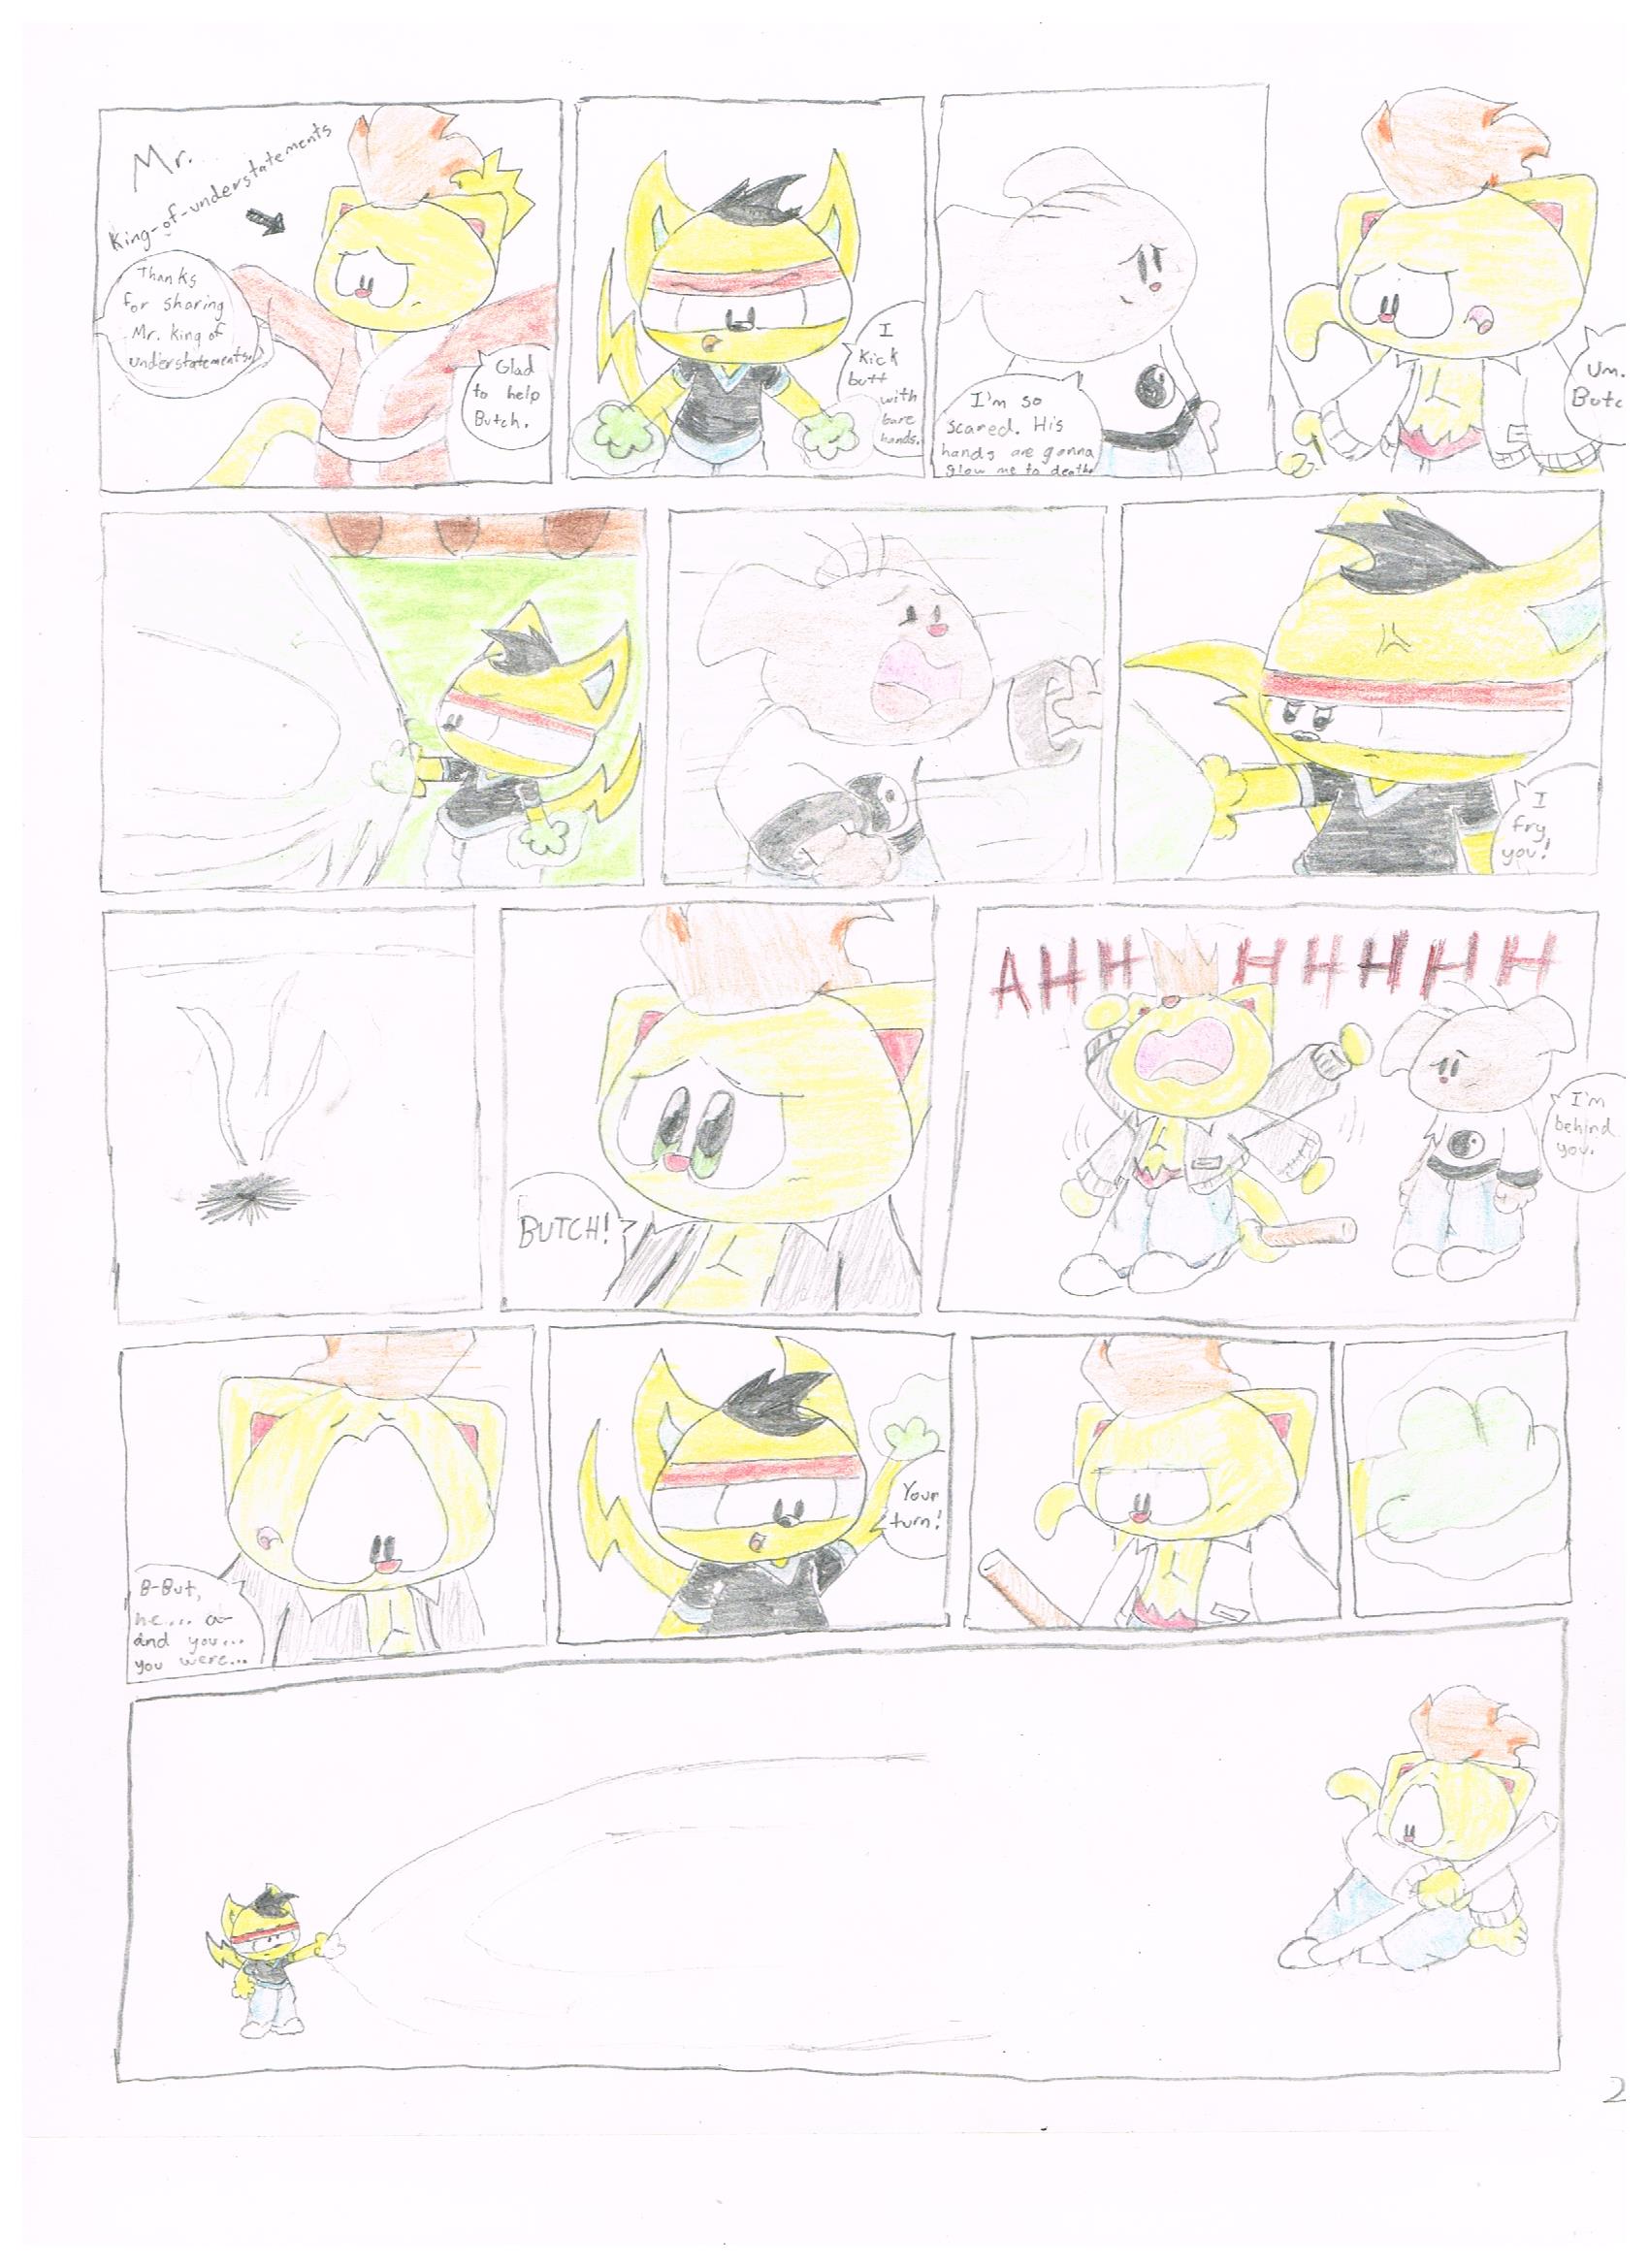 Mr.
King-of-understatements
Thanks
for sharing
Mr. King of
understatements.
Glad
to help
Butch.
I
Kick
butt
with
bare
hands.
I'm so
scared. His
hands are gonna
glow me to death.
Um.
Butc
I
fry
you!
BUTCH!
AHHHHHHHH
I'm
behind
you.
B-But,
he... a-
and you...
you were...
Your
turn!
2